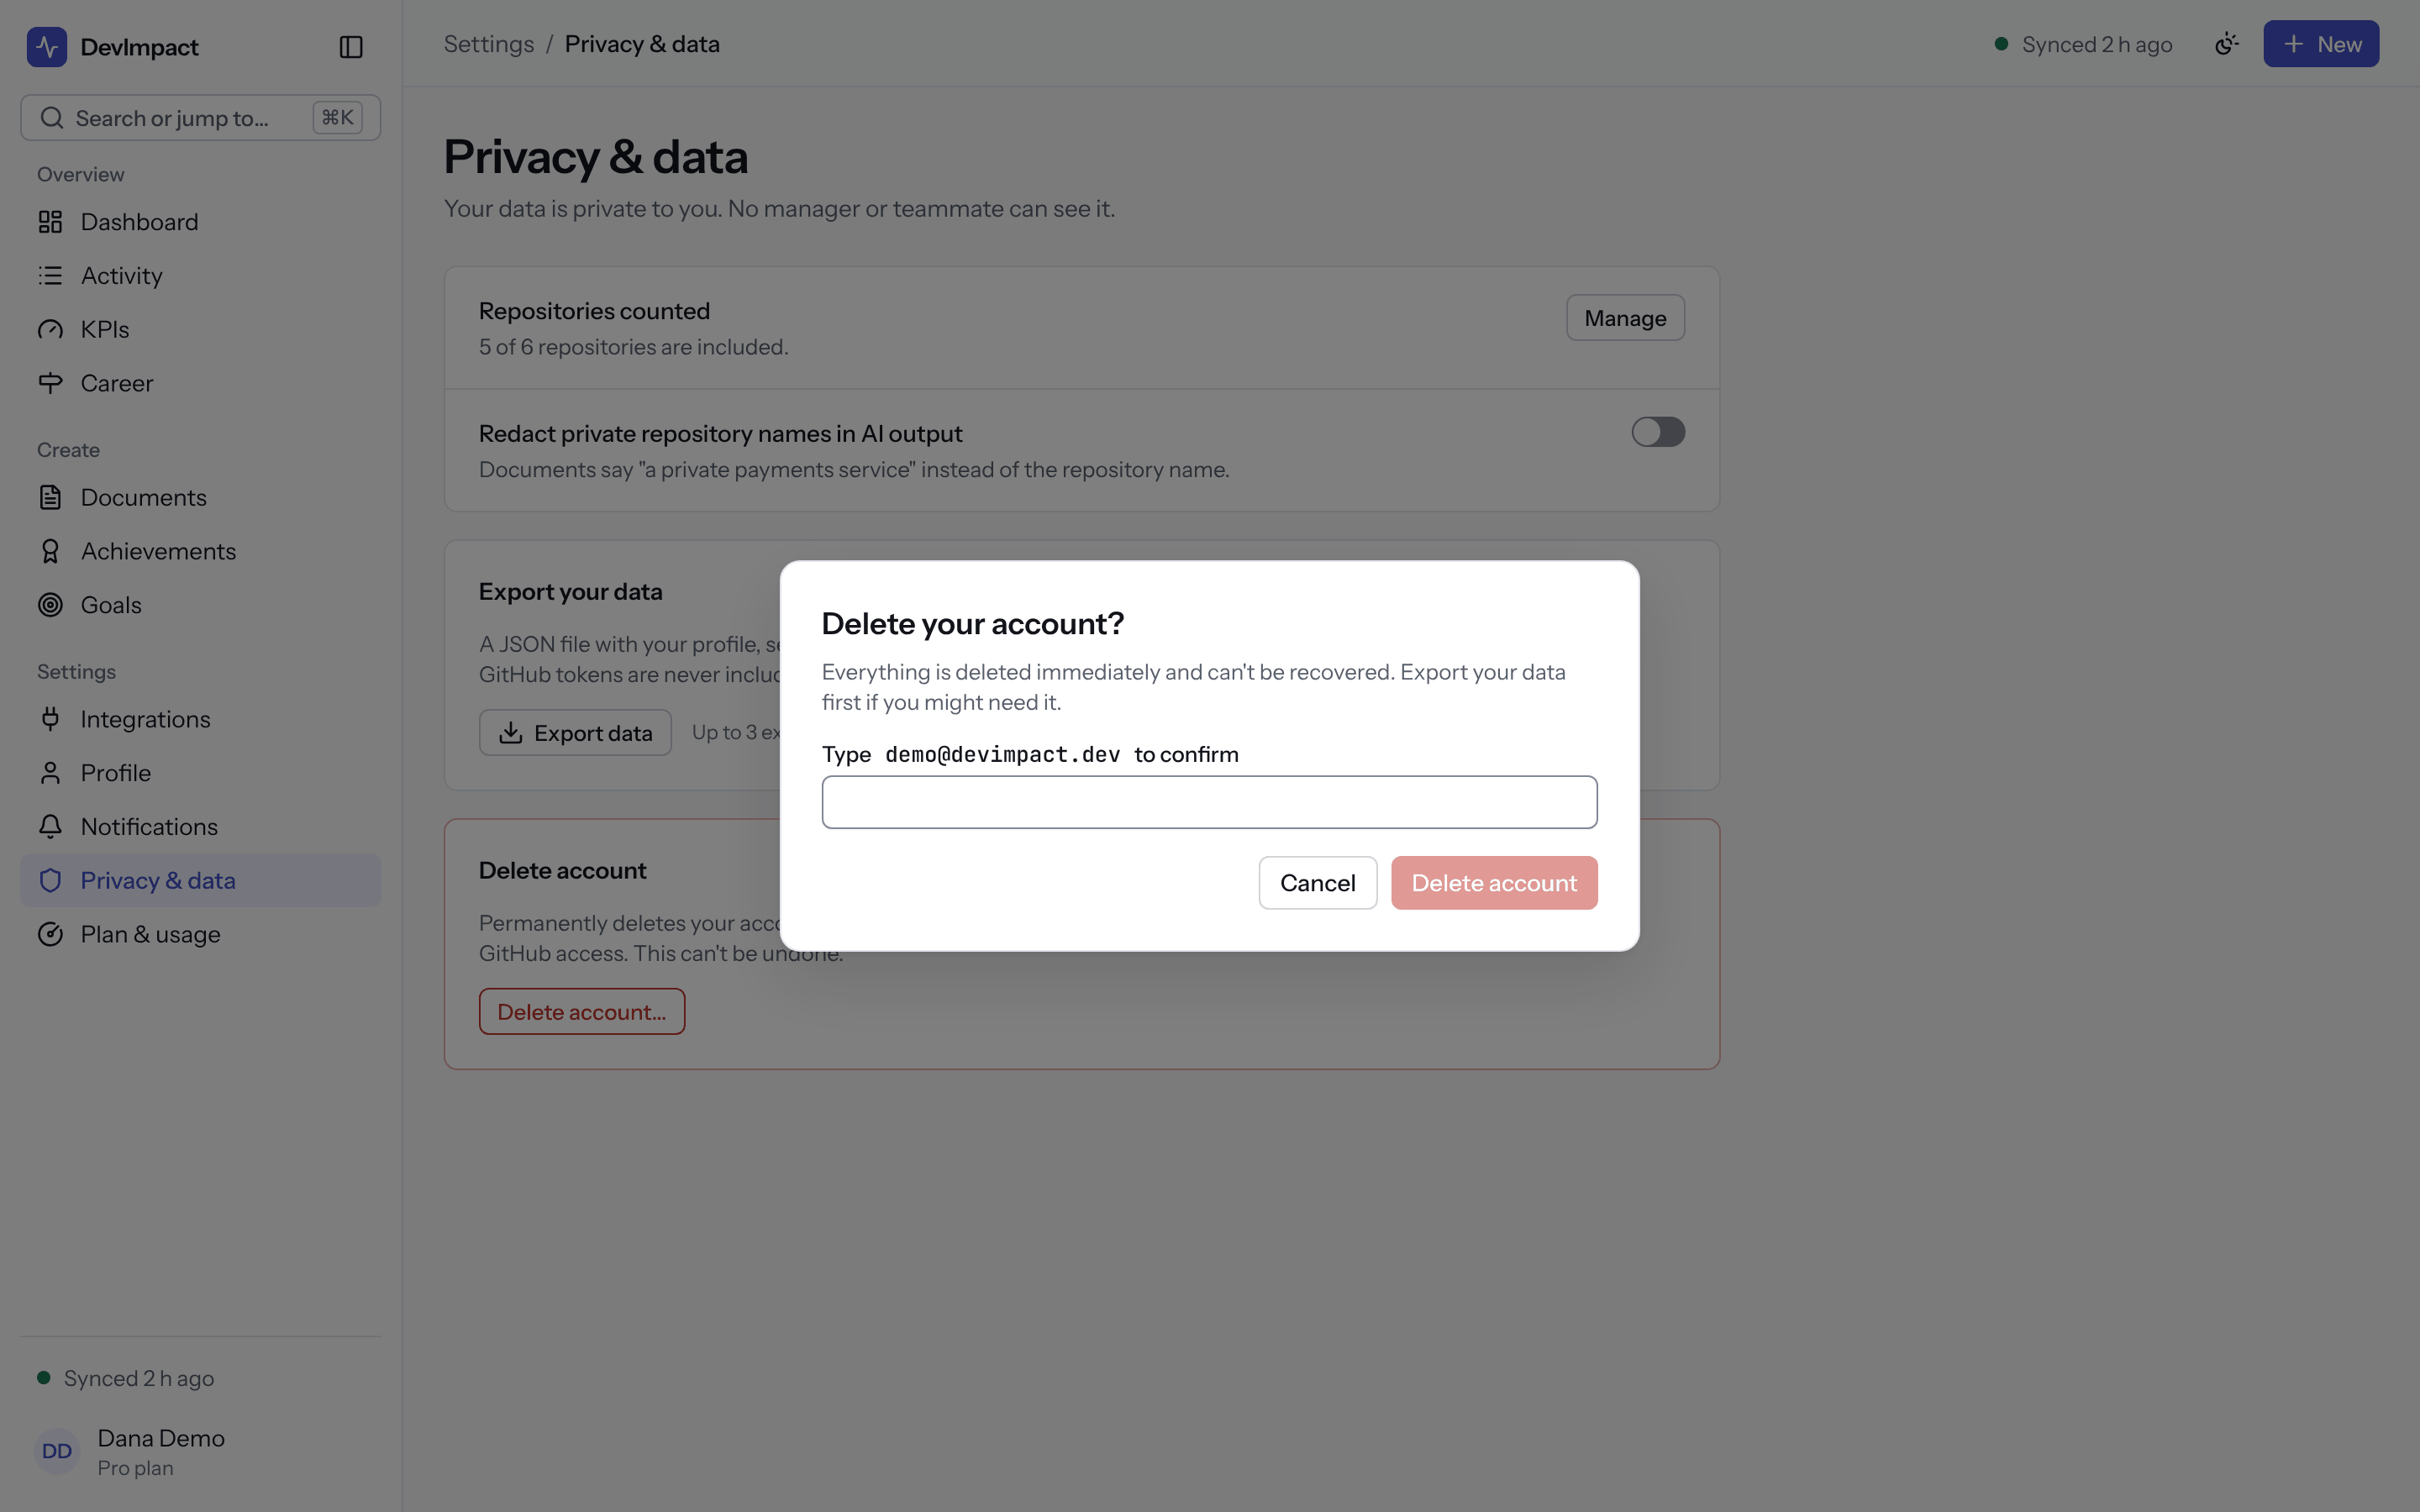 DevImpact
Search or jump to...
⌘K
Overview
Dashboard
Activity
KPIs
Career
Create
Documents
Achievements
Goals
Settings
Integrations
Profile
Notifications
Privacy & data
Plan & usage
Synced 2 h ago
DD
Dana Demo
Pro plan
Settings / Privacy & data
Synced 2 h ago
New
Privacy & data
Your data is private to you. No manager or teammate can see it.
Repositories counted
5 of 6 repositories are included.
Manage
Redact private repository names in AI output
Documents say "a private payments service" instead of the repository name.
Export your data
A JSON file with your profile,
GitHub tokens are never
Export data
Up to 3
Delete account
Permanently deletes your
GitHub access. This can't be undone.
Delete account...
Delete your account?
Everything is deleted immediately and can't be recovered. Export your data
first if you might need it.
Type demo@devimpact.dev to confirm
Cancel
Delete account